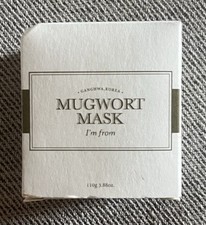 GANGHWA, KOREA
MUGWORT
MASK
I'm from
110g 3.88oz.